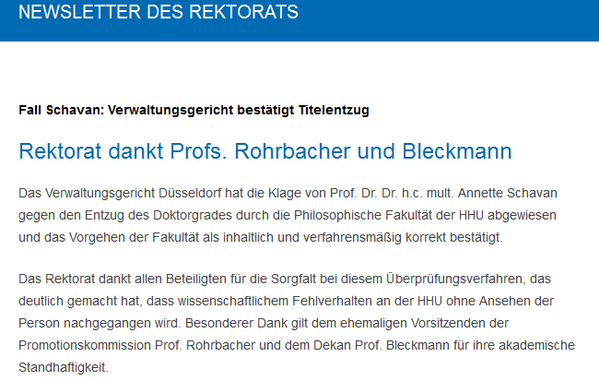 NEWSLETTER DES REKTORATS
Fall Schavan: Verwaltungsgericht bestätigt Titelentzug
Rektorat dankt Profs. Rohrbacher und Bleckmann
Das Verwaltungsgericht Düsseldorf hat die Klage von Prof. Dr. Dr. h.c. mult. Annette Schavan
gegen den Entzug des Doktorgrades durch die Philosophische Fakultät der HHU abgewiesen
und das Vorgehen der Fakultät als inhaltlich und verfahrensmäßig korrekt bestätigt.
Das Rektorat dankt allen Beteiligten für die Sorgfalt bei diesem Überprüfungsverfahren, das
deutlich gemacht hat, dass wissenschaftlichem Fehlverhalten an der HHU ohne Ansehen der
Person nachgegangen wird. Besonderer Dank gilt dem ehemaligen Vorsitzenden der
Promotionskommission Prof. Rohrbacher und dem Dekan Prof. Bleckmann für ihre akademische
Standhaftigkeit.